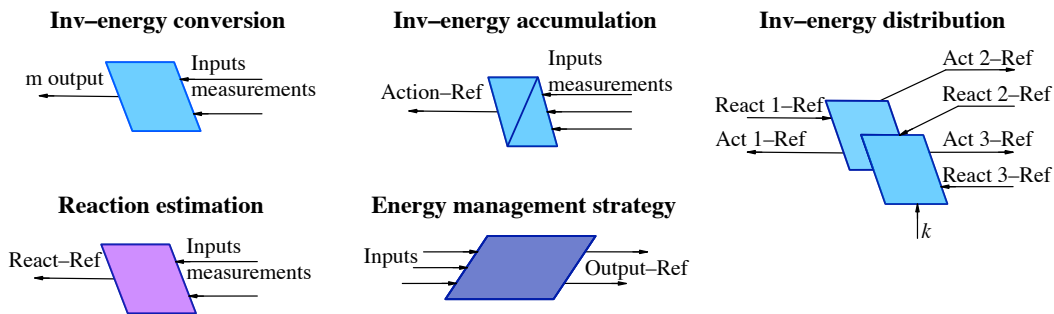 Inv–energy conversion
Inputs
m output
measurements
Inv–energy accumulation
Inputs
Action–Ref
measurements
Inv–energy distribution
Act 2–Ref
React 1–Ref
React 2–Ref
Act 1–Ref
Act 3–Ref
React 3–Ref
k
Reaction estimation
Inputs
React–Ref
measurements
Energy management strategy
Inputs
Output–Ref